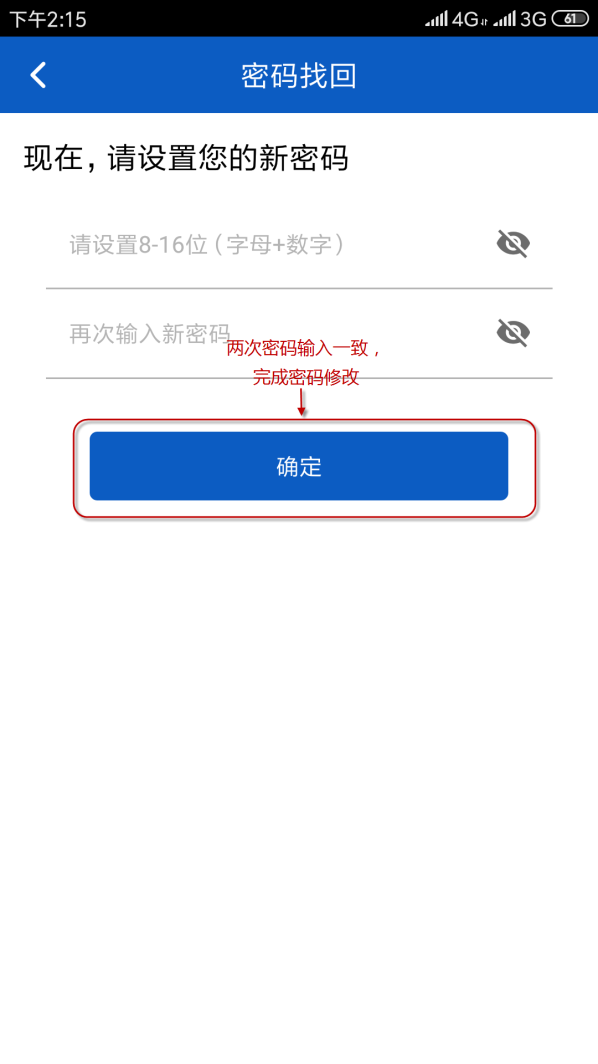 下午2:15 4G 3G 61
密码找回
现在，请设置您的新密码
请设置8-16位（字母+数字）
再次输入新密码
两次密码输入一致，
完成密码修改
确定